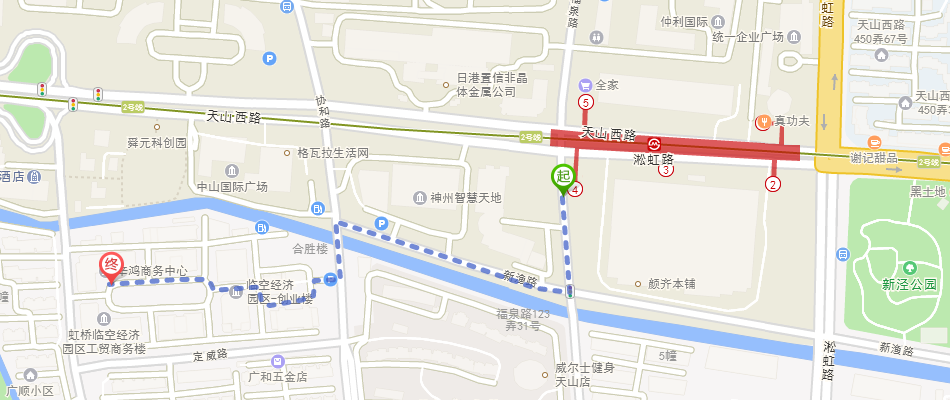 福泉路
虹路
仲利国际
统一企业广场
天山西路
450弄67号
日港置信非晶
体金属公司
全家
5
协和路
2号线
天山西路
2号线
天山西路
真功夫
天山西
450弄3
舜元科创园
格瓦拉生活网
淞虹路
3
谢记甜品
2号线
酒店
中山国际广场
起
4
2
神州智慧天地
黑土地
合胜楼
终
华鸿商务中心
新渔路
临空经济
园区-创业楼
颜齐本铺
新泾公园
幢
福泉路123
弄31号
虹桥临空经济
园区工贸商务楼
定威路
5幢
淞虹路
新渔路
广顺小区
广和五金店
威尔士健身
天山店